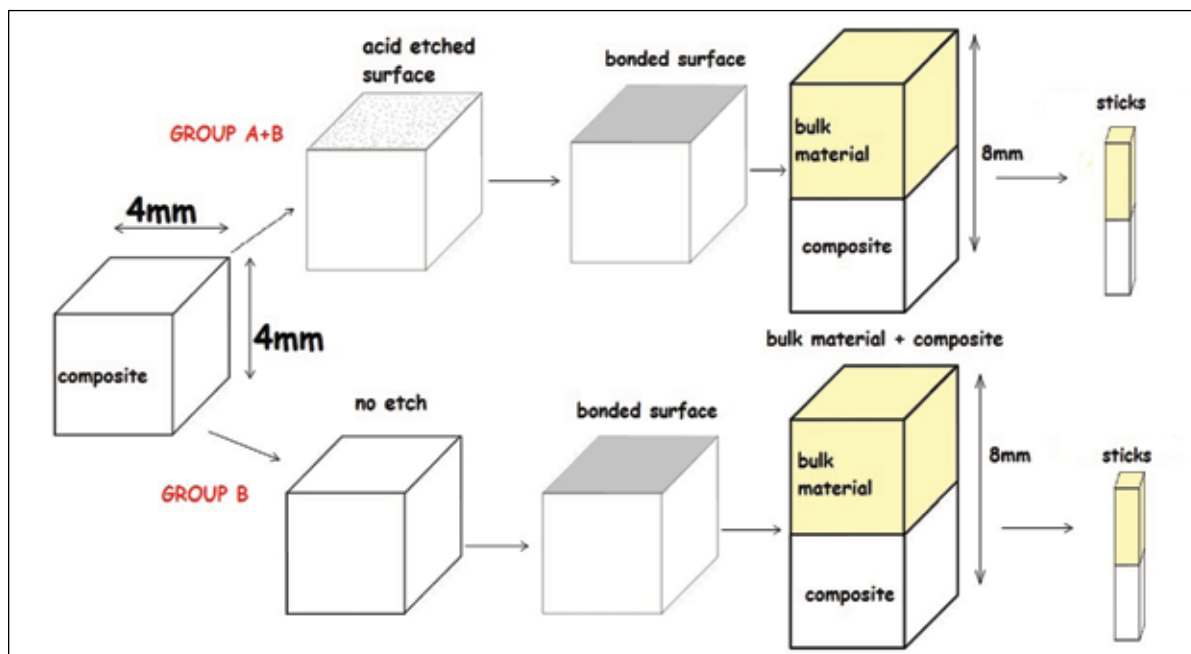 acid etched
surface
bonded surface
sticks
GROUP A+B
bulk
material
8mm
4mm
composite
4mm
composite
bulk material + composite
no etch
bonded surface
GROUP B
bulk
material
8mm
sticks
composite